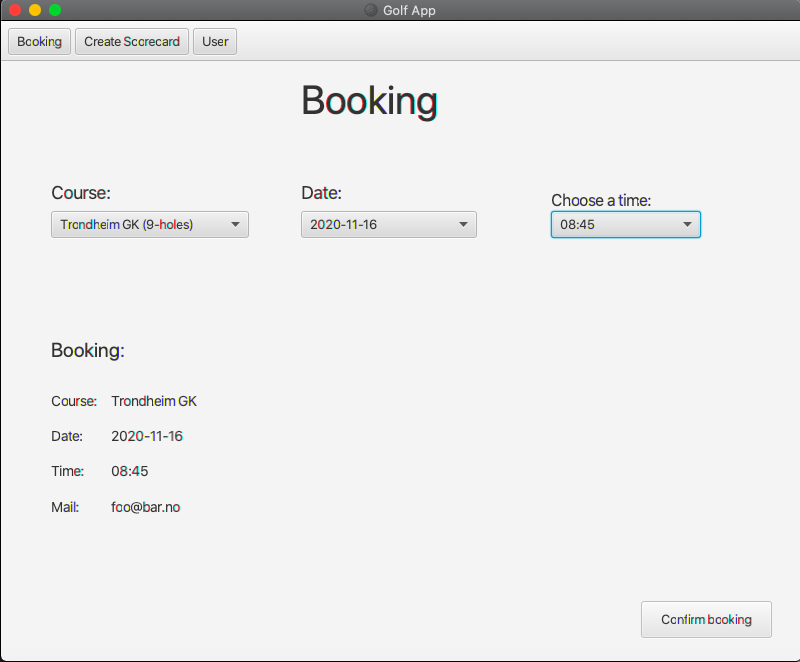 Golf App
Booking Create Scorecard User
Booking
Course: Date: Choose a time:
Trondheim GK (9-holes) 2020-11-16 08:45
Booking:
Course: Trondheim GK
Date: 2020-11-16
Time: 08:45
Mail: foo@bar.no
Confirm booking